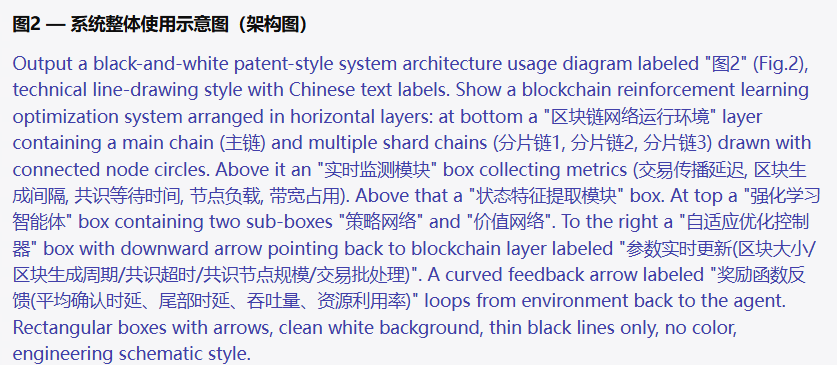 图2 — 系统整体使用示意图（架构图）
Output a black-and-white patent-style system architecture usage diagram labeled "图2" (Fig.2),
technical line-drawing style with Chinese text labels. Show a blockchain reinforcement learning
optimization system arranged in horizontal layers: at bottom a "区块链网络运行环境" layer
containing a main chain (主链) and multiple shard chains (分片链1, 分片链2, 分片链3) drawn with
connected node circles. Above it an "实时监测模块" box collecting metrics (交易传播延迟, 区块生
成间隔, 共识等待时间, 节点负载, 带宽占用). Above that a "状态特征提取模块" box. At top a "强化学习
智能体" box containing two sub-boxes "策略网络" and "价值网络". To the right a "自适应优化控制
器" box with downward arrow pointing back to blockchain layer labeled "参数实时更新(区块大小/
区块生成周期/共识超时/共识节点规模/交易批处理)". A curved feedback arrow labeled "奖励函数反
馈(平均确认时延、尾部时延、吞吐量、资源利用率)" loops from environment back to the agent.
Rectangular boxes with arrows, clean white background, thin black lines only, no color,
engineering schematic style.